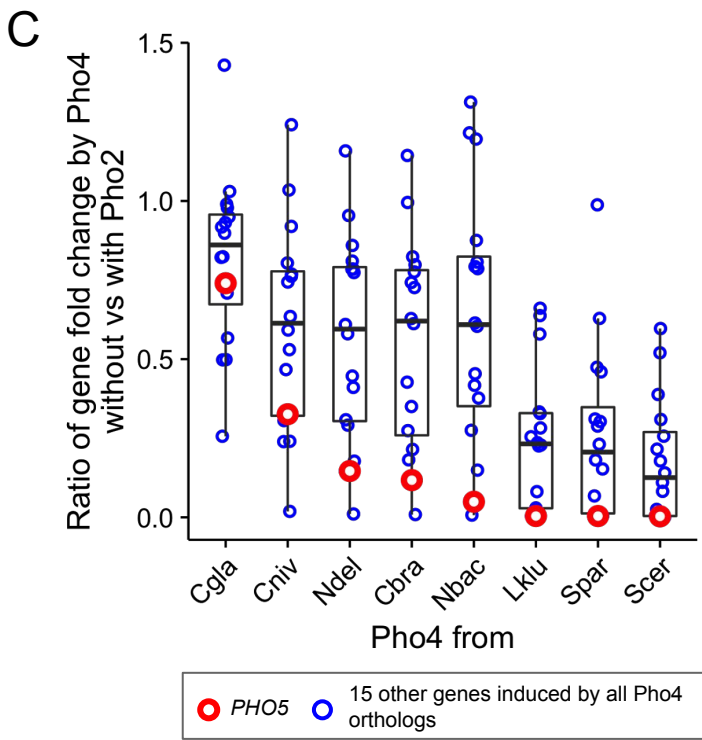 C
Ratio of gene fold change by Pho4
without vs with Pho2
1.5
1.0
0.5
0.0
Cgla
Cniv
Ndel
Cbra
Nbac
Lklu
Spar
Scer
Pho4 from
PHO5
15 other genes induced by all Pho4
orthologs